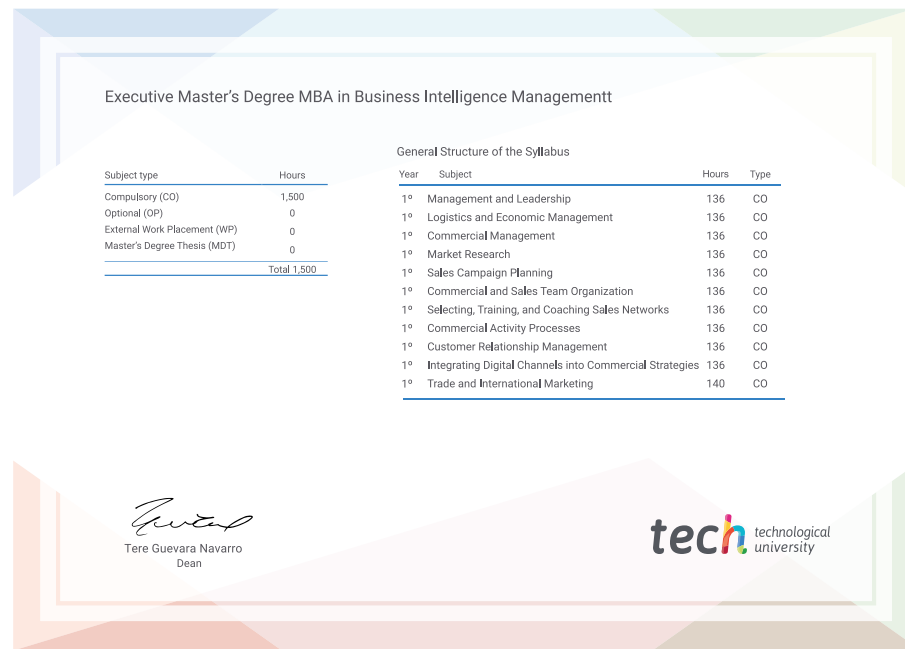 Executive Master's Degree MBA in Business Intelligence Managementt
Subject type Hours
Compulsory (CO) 1,500
Optional (OP) 0
External Work Placement (WP) 0
Master's Degree Thesis (MDT) 0
Total 1,500
General Structure of the Syllabus
Year Subject Hours Type
1º Management and Leadership 136 CO
1º Logistics and Economic Management 136 CO
1º Commercial Management 136 CO
1º Market Research 136 CO
1º Sales Campaign Planning 136 CO
1º Commercial and Sales Team Organization 136 CO
1º Selecting, Training, and Coaching Sales Networks 136 CO
1º Commercial Activity Processes 136 CO
1º Customer Relationship Management 136 CO
1º Integrating Digital Channels into Commercial Strategies 136 CO
1º Trade and International Marketing 140 CO
Tere Guevara Navarro
Dean
tech technological
university